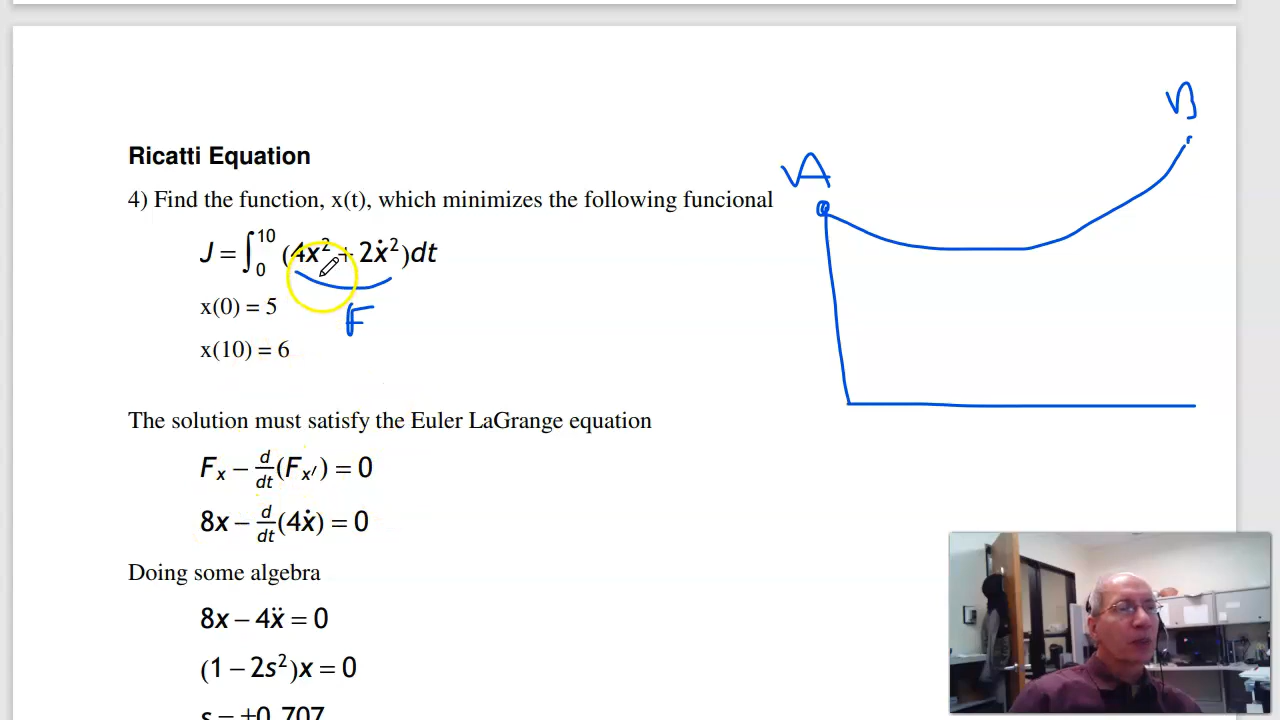 Ricatti Equation
4) Find the function, x(t), which minimizes the following funcional
J = ∫₀¹⁰ (4x² + 2ẋ²)dt
x(0) = 5
F
x(10) = 6
A
The solution must satisfy the Euler LaGrange equation
Fₓ − d/dt(Fₓ′) = 0
8x − d/dt(4ẋ) = 0
Doing some algebra
8x − 4ẍ = 0
(1 − 2s²)x = 0
s = ±0.707